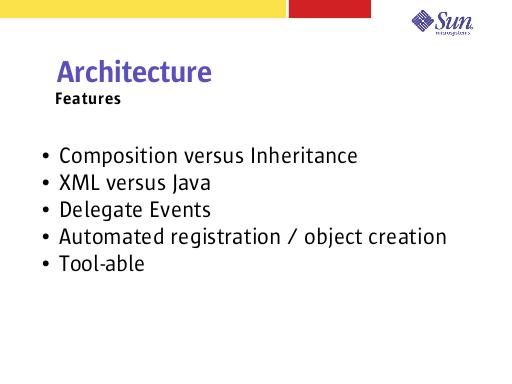 Sun
microsystems
Architecture
Features
• Composition versus Inheritance
• XML versus Java
• Delegate Events
• Automated registration / object creation
• Tool-able